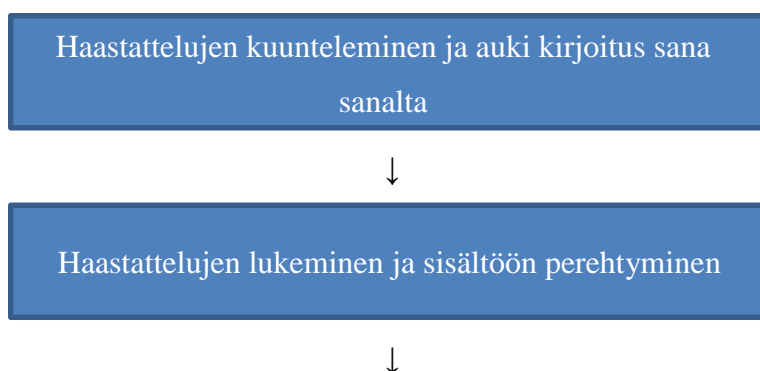 Haastattelujen kuunteleminen ja auki kirjoitus sana
sanalta
↓
Haastattelujen lukeminen ja sisältöön perehtyminen
↓